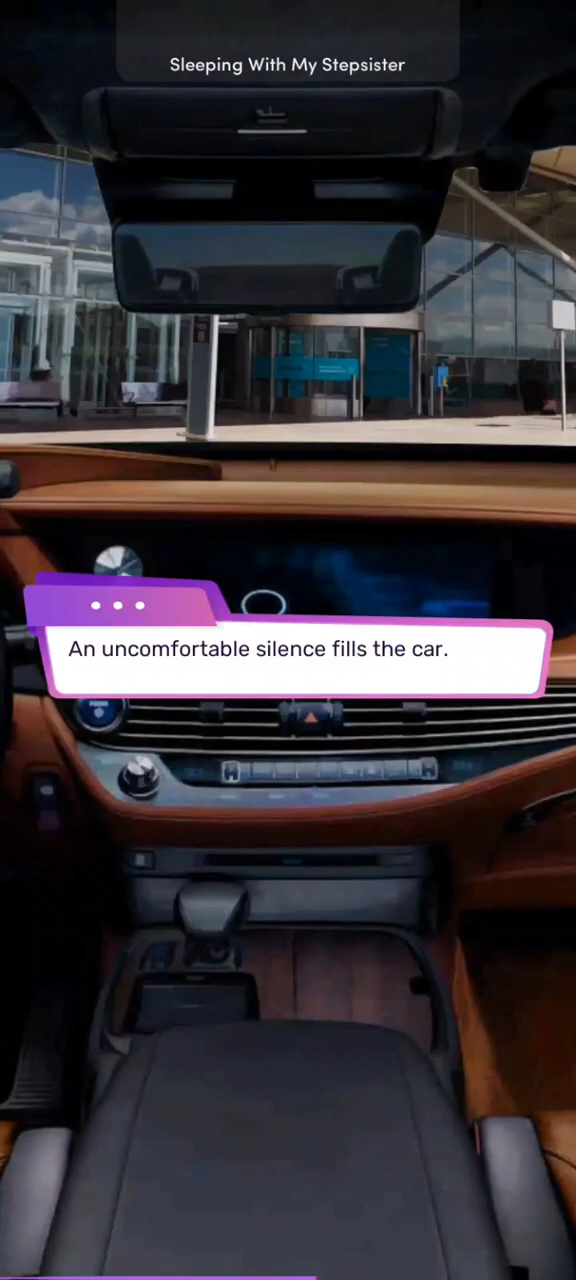 Sleeping With My Stepsister
An uncomfortable silence fills the car.